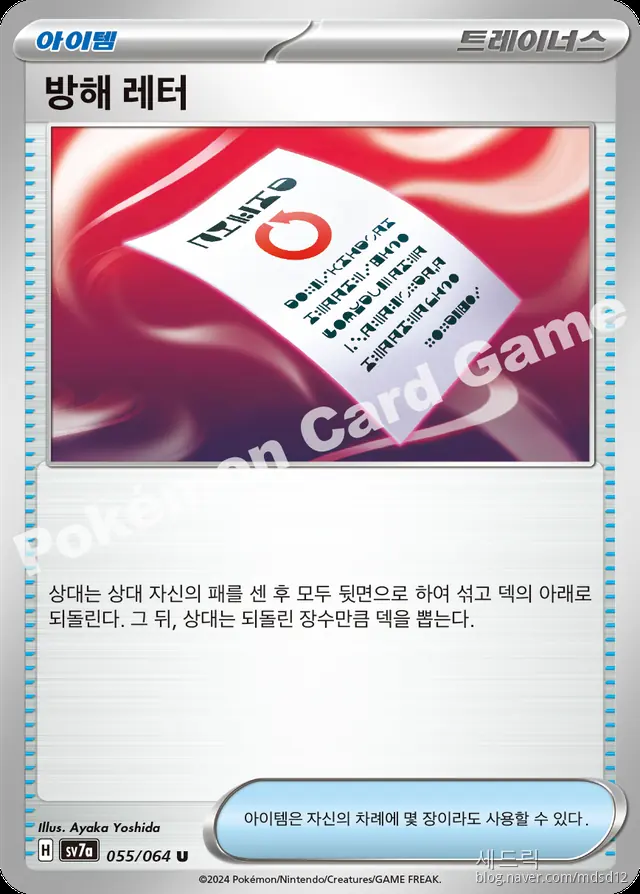 아이템
트레이너스
방해 레터
Pokémon Card Game
상대는 상대 자신의 패를 센 후 모두 뒷면으로 하여 섞고 덱의 아래로
되돌린다. 그 뒤, 상대는 되돌린 장수만큼 덱을 뽑는다.
아이템은 자신의 차례에 몇 장이라도 사용할 수 있다.
Illus. Ayaka Yoshida
H sv7a 055/064 U
세드릭
blog.naver.com/mdsd12
©2024 Pokémon/Nintendo/Creatures/GAME FREAK.